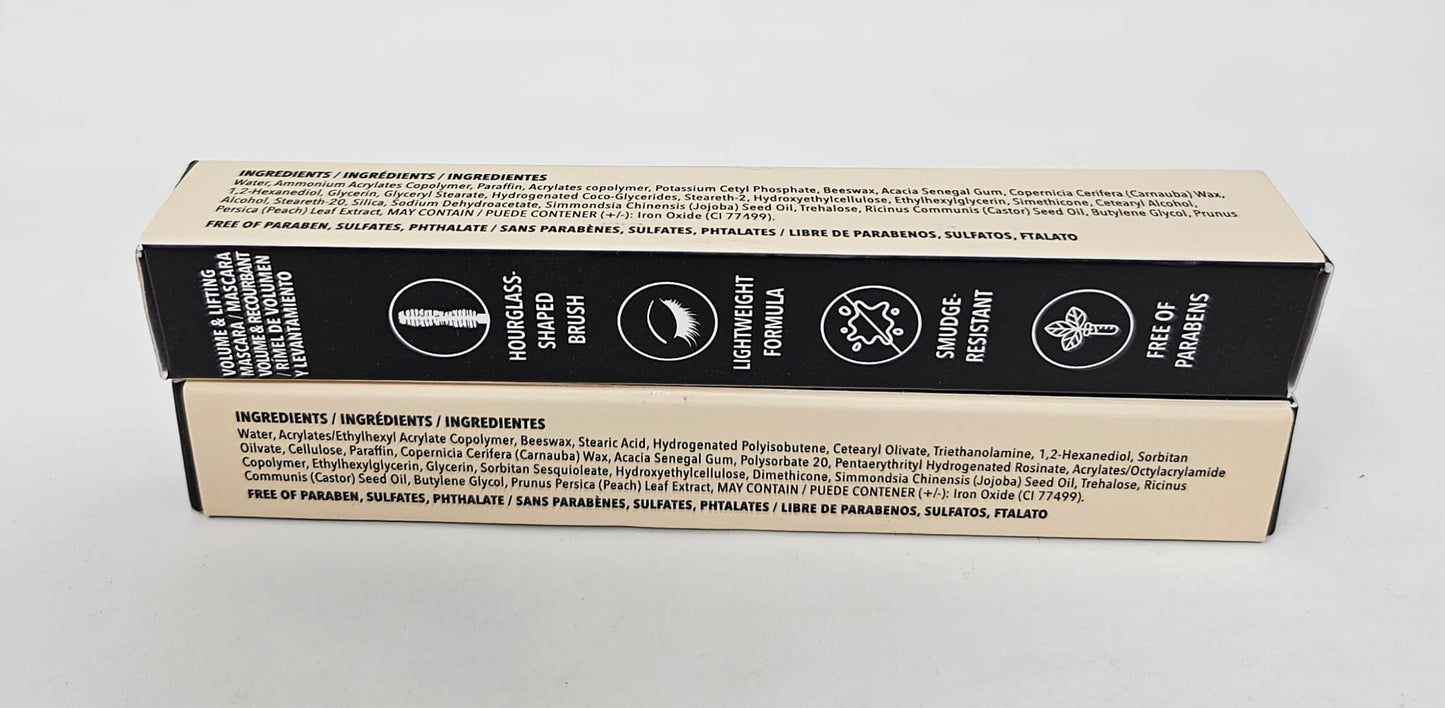 INGREDIENTS / INGRÉDIENTS / INGREDIENTES
Water, Ammonium Acrylates Copolymer, Paraffin, Acrylates copolymer, Potassium Cetyl Phosphate, Beeswax, Acacia Senegal Gum, Copernicia Cerifera (Carnauba) Wax,
1,2-Hexanediol, Glycerin, Glyceryl Stearate, Hydrogenated Coco-Glycerides, Steareth-2, Hydroxyethylcellulose, Ethylhexylglycerin, Simethicone, Cetearyl Alcohol,
Alcohol, Steareth-20, Silica, Sodium Dehydroacetate, Simmondsia Chinensis (Jojoba) Seed Oil, Trehalose, Ricinus Communis (Castor) Seed Oil, Butylene Glycol, Prunus
Persica (Peach) Leaf Extract, MAY CONTAIN / PUEDE CONTENER (+/-): Iron Oxide (CI 77499).
FREE OF PARABEN, SULFATES, PHTHALATE / SANS PARABÈNES, SULFATES, PHTALATES / LIBRE DE PARABENOS, SULFATOS, FTALATO
VOLUME & LIFTING
MASCARA / MASCARA
VOLUME & RECOURBANT
/ RÍMEL DE VOLUMEN
Y LEVANTAMIENTO
HOURGLASS-
SHAPED
BRUSH
LIGHTWEIGHT
FORMULA
SMUDGE-
RESISTANT
FREE OF
PARABENS
INGREDIENTS / INGRÉDIENTS / INGREDIENTES
Water, Acrylates/Ethylhexyl Acrylate Copolymer, Beeswax, Stearic Acid, Hydrogenated Polyisobutene, Cetearyl Olivate, Triethanolamine, 1,2-Hexanediol, Sorbitan
Oilvate, Cellulose, Paraffin, Copernicia Cerifera (Carnauba) Wax, Acacia Senegal Gum, Polysorbate 20, Pentaerythrityl Hydrogenated Rosinate, Acrylates/Octylacrylamide
Copolymer, Ethylhexylglycerin, Glycerin, Sorbitan Sesquioleate, Hydroxyethylcellulose, Dimethicone, Simmondsia Chinensis (Jojoba) Seed Oil, Trehalose, Ricinus
Communis (Castor) Seed Oil, Butylene Glycol, Prunus Persica (Peach) Leaf Extract, MAY CONTAIN / PUEDE CONTENER (+/-): Iron Oxide (CI 77499).
FREE OF PARABEN, SULFATES, PHTHALATE / SANS PARABÈNES, SULFATES, PHTALATES / LIBRE DE PARABENOS, SULFATOS, FTALATO